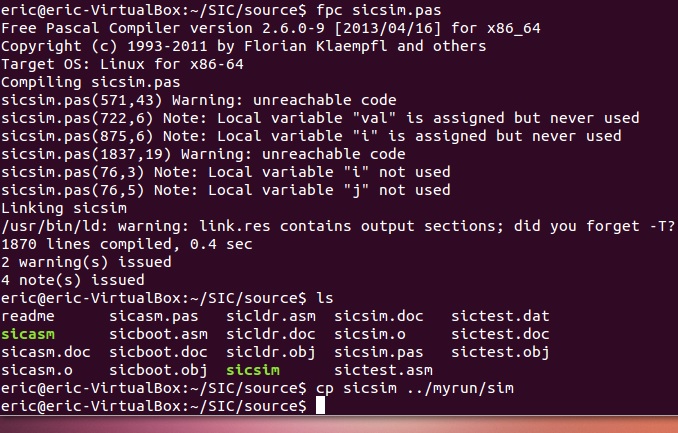 eric@eric-VirtualBox:~/SIC/source$ fpc sicsim.pas
Free Pascal Compiler version 2.6.0-9 [2013/04/16] for x86_64
Copyright (c) 1993-2011 by Florian Klaempfl and others
Target OS: Linux for x86-64
Compiling sicsim.pas
sicsim.pas(571,43) Warning: unreachable code
sicsim.pas(722,6) Note: Local variable "val" is assigned but never used
sicsim.pas(875,6) Note: Local variable "i" is assigned but never used
sicsim.pas(1837,19) Warning: unreachable code
sicsim.pas(76,3) Note: Local variable "i" not used
sicsim.pas(76,5) Note: Local variable "j" not used
Linking sicsim
/usr/bin/ld: warning: link.res contains output sections; did you forget -T?
1870 lines compiled, 0.4 sec
2 warning(s) issued
4 note(s) issued
eric@eric-VirtualBox:~/SIC/source$ ls
readme sicasm.pas sicldr.asm sicsim.doc sictest.dat
sicasm sicboot.asm sicldr.doc sicsim.o sictest.doc
sicasm.doc sicboot.doc sicldr.obj sicsim.pas sictest.obj
sicasm.o sicboot.obj sicsim sictest.asm
eric@eric-VirtualBox:~/SIC/source$ cp sicsim ../myrun/sim
eric@eric-VirtualBox:~/SIC/source$